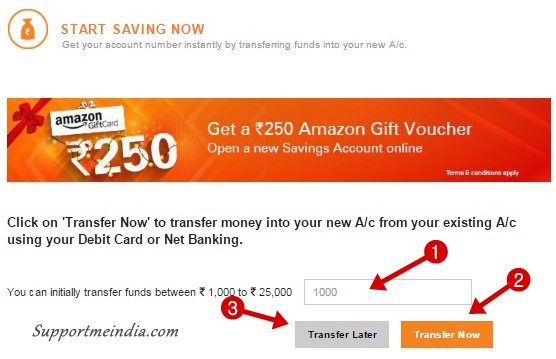 START SAVING NOW
Get your account number instantly by transferring funds into your new A/c.
amazon
GiftCard
₹250
Get a ₹250 Amazon Gift Voucher
Open a new Savings Account online
Terms & conditions apply
Click on 'Transfer Now' to transfer money into your new A/c from your existing A/c
using your Debit Card or Net Banking.
1
You can initially transfer funds between ₹ 1,000 to ₹ 25,000 1000
2
3
Supportmeindia.com
Transfer Later Transfer Now